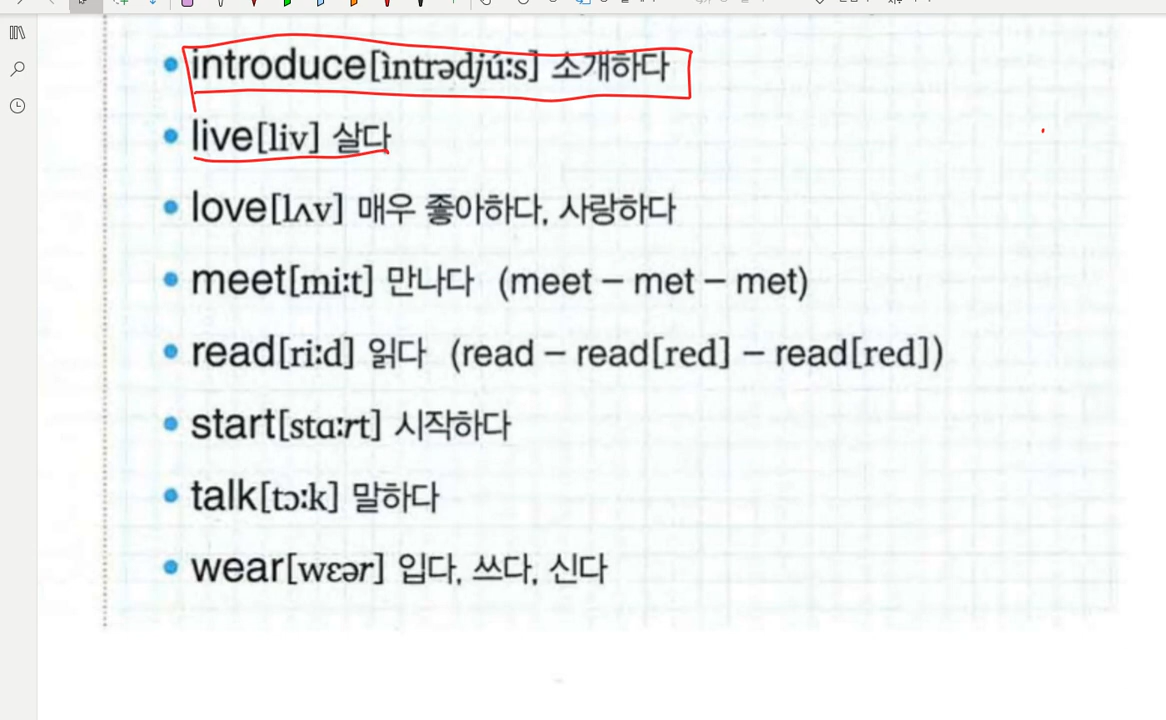 introduce[ìntrədjúːs] 소개하다
live[liv] 살다
love[lʌv] 매우 좋아하다, 사랑하다
meet[miːt] 만나다 (meet – met – met)
read[riːd] 읽다 (read – read[red] – read[red])
start[stɑːrt] 시작하다
talk[tɔːk] 말하다
wear[wɛər] 입다, 쓰다, 신다